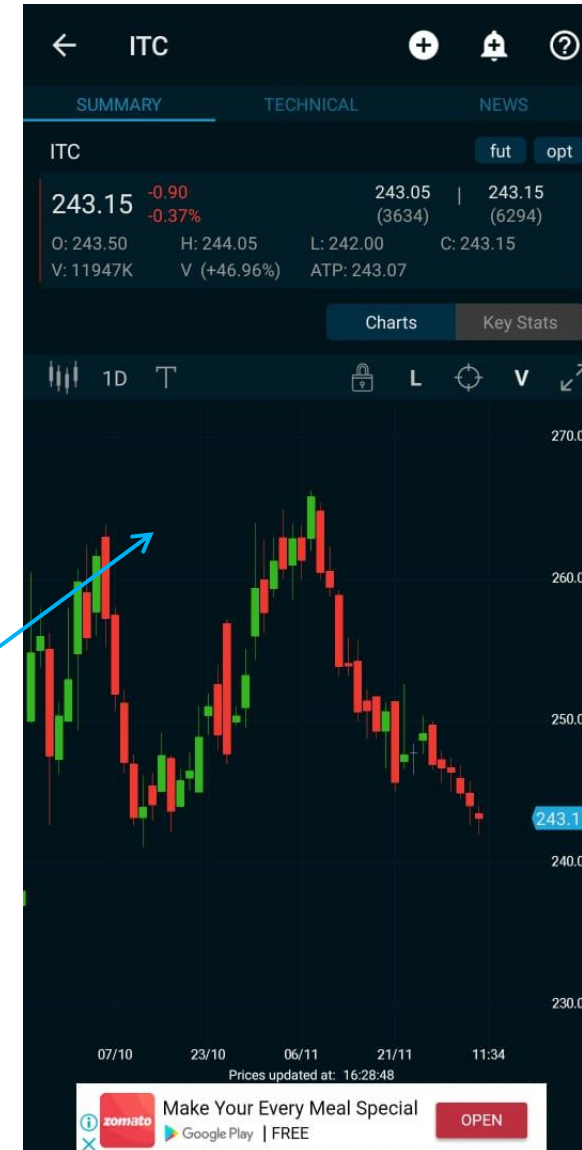 ITC
SUMMARY TECHNICAL NEWS
ITC fut opt
243.15 -0.90 -0.37% 243.05 (3634) | 243.15 (6294)
O: 243.50 H: 244.05 L: 242.00 C: 243.15
V: 11947K V (+46.96%) ATP: 243.07
Charts Key Stats
1D T L V
270.0
260.0
250.0
243.1
240.0
230.0
07/10 23/10 06/11 21/11 11:34
Prices updated at: 16:28:48
zomato
Make Your Every Meal Special
Google Play | FREE
OPEN